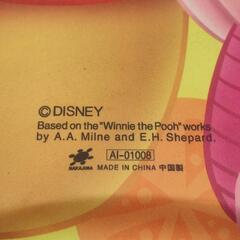 ©DISNEY
Based on the "Winnie the Pooh" works
by A.A. Milne and E.H. Shepard.
NAKAJIMA
AI-01008
MADE IN CHINA 中国製